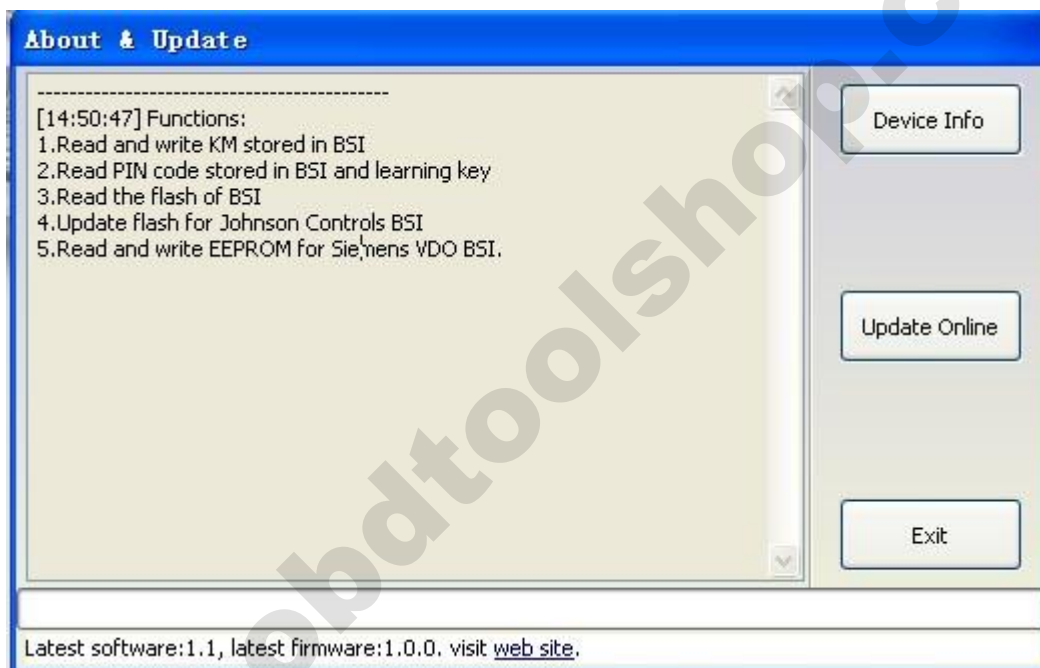 About & Update
--------------------------------------------
[14:50:47] Functions:
1.Read and write KM stored in BSI
2.Read PIN code stored in BSI and learning key
3.Read the flash of BSI
4.Update flash for Johnson Controls BSI
5.Read and write EEPROM for Siemens VDO BSI.
Device Info
Update Online
Exit
Latest software:1.1, latest firmware:1.0.0. visit web site.
obdtoolshop.c